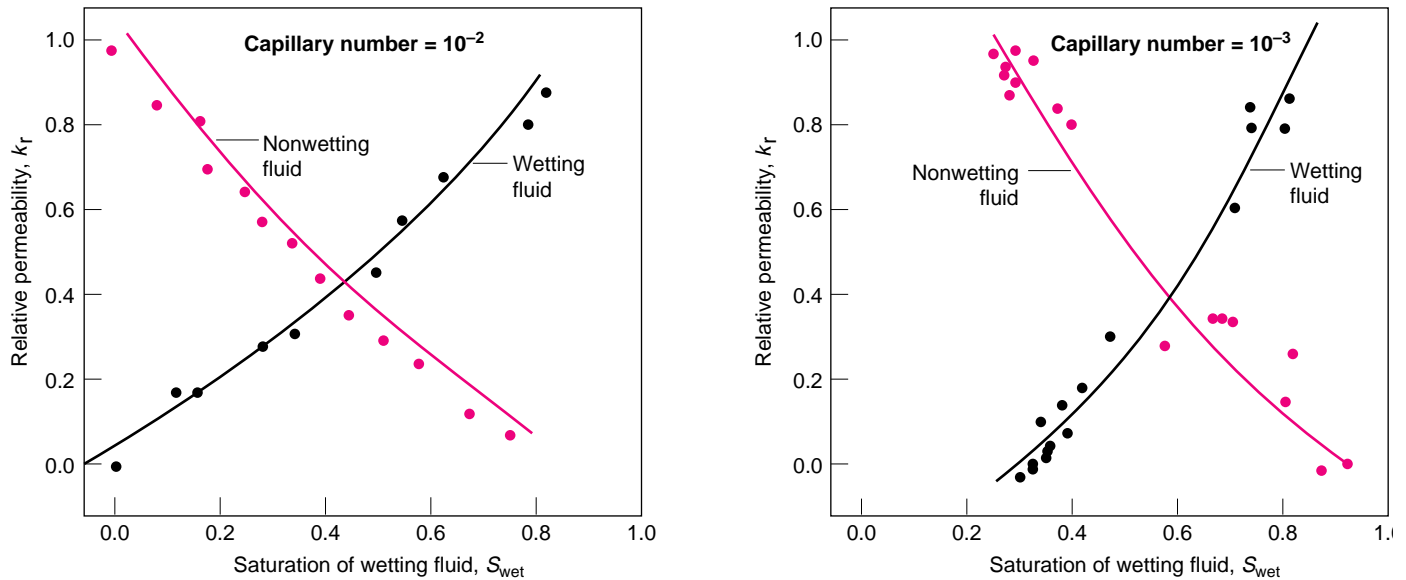 Capillary number = 10⁻²
Relative permeability, kᵣ
1.0
0.8
0.6
0.4
0.2
0.0
Nonwetting
fluid
Wetting
fluid
0.0 0.2 0.4 0.6 0.8 1.0
Saturation of wetting fluid, S_wet
Capillary number = 10⁻³
Relative permeability, kᵣ
1.0
0.8
0.6
0.4
0.2
0.0
Nonwetting
fluid
Wetting
fluid
0.0 0.2 0.4 0.6 0.8 1.0
Saturation of wetting fluid, S_wet